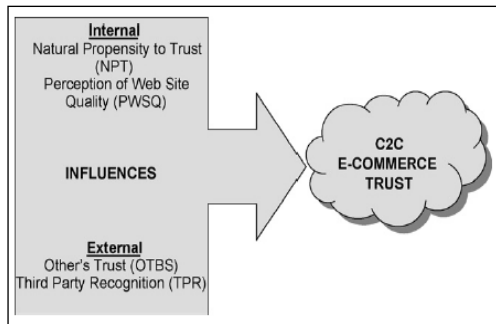 Internal
Natural Propensity to Trust
(NPT)
Perception of Web Site
Quality (PWSQ)
INFLUENCES
External
Other's Trust (OTBS)
Third Party Recognition (TPR)
C2C
E-COMMERCE
TRUST